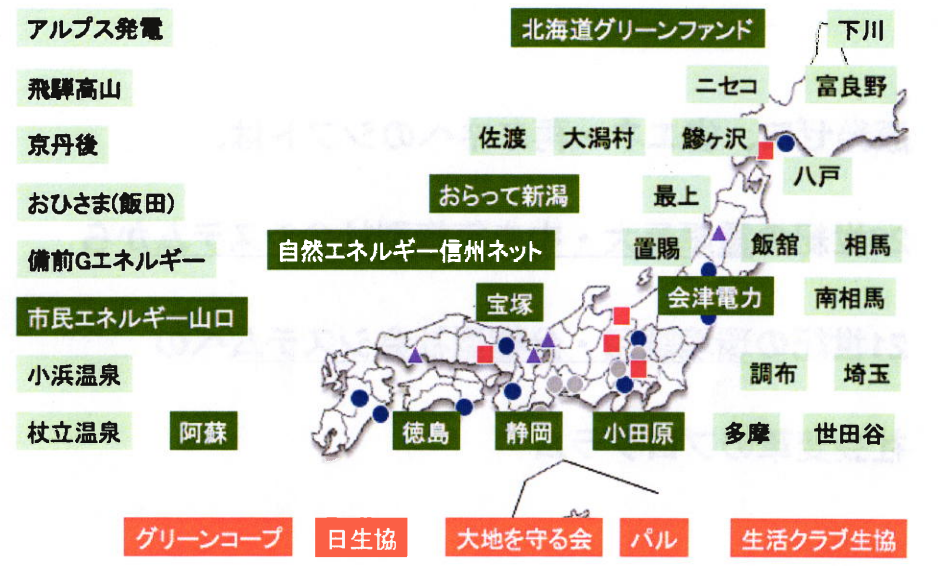 アルプス発電
北海道グリーンファンド
下川
飛騨高山
ニセコ
富良野
京丹後
佐渡
大潟村
鰺ヶ沢
八戸
おひさま(飯田)
おらって新潟
最上
備前Gエネルギー
自然エネルギー信州ネット
置賜
飯舘
相馬
市民エネルギー山口
宝塚
会津電力
南相馬
小浜温泉
調布
埼玉
杖立温泉
阿蘇
徳島
静岡
小田原
多摩
世田谷
グリーンコープ
日生協
大地を守る会
パル
生活クラブ生協